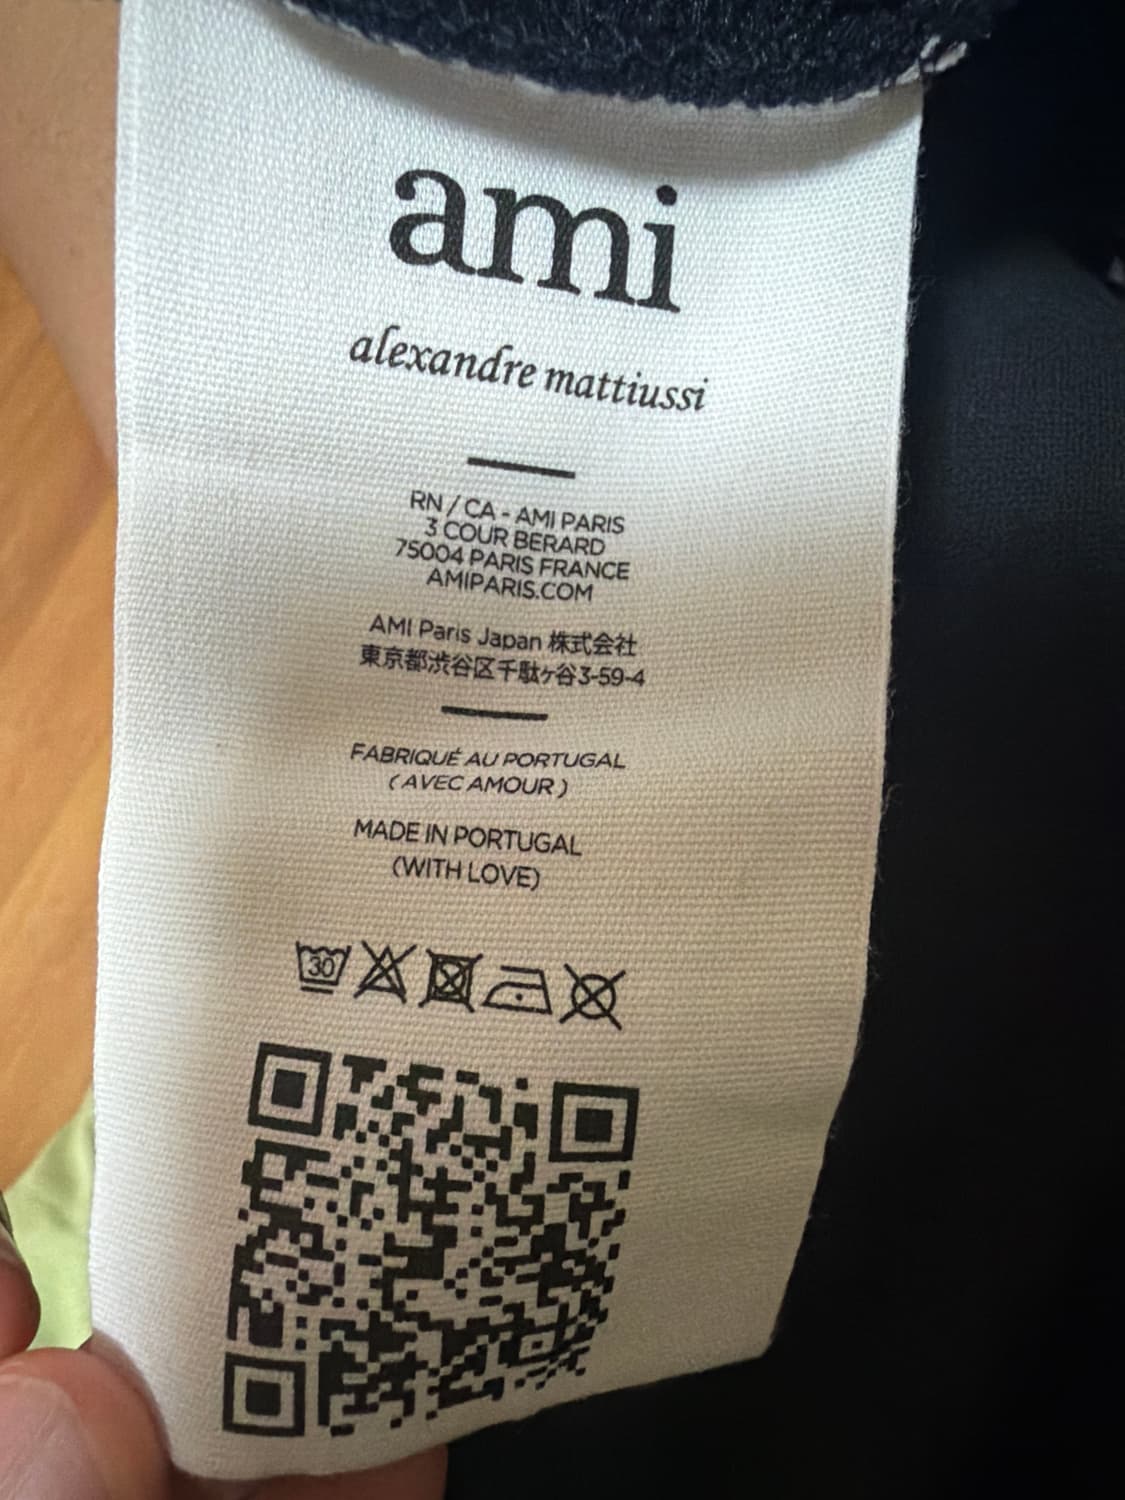 ami
alexandre mattiussi
RN / CA - AMI PARIS
3 COUR BERARD
75004 PARIS FRANCE
AMIPARIS.COM
AMI Paris Japan 株式会社
東京都渋谷区千駄ヶ谷3-59-4
FABRIQUÉ AU PORTUGAL
( AVEC AMOUR )
MADE IN PORTUGAL
(WITH LOVE)
30